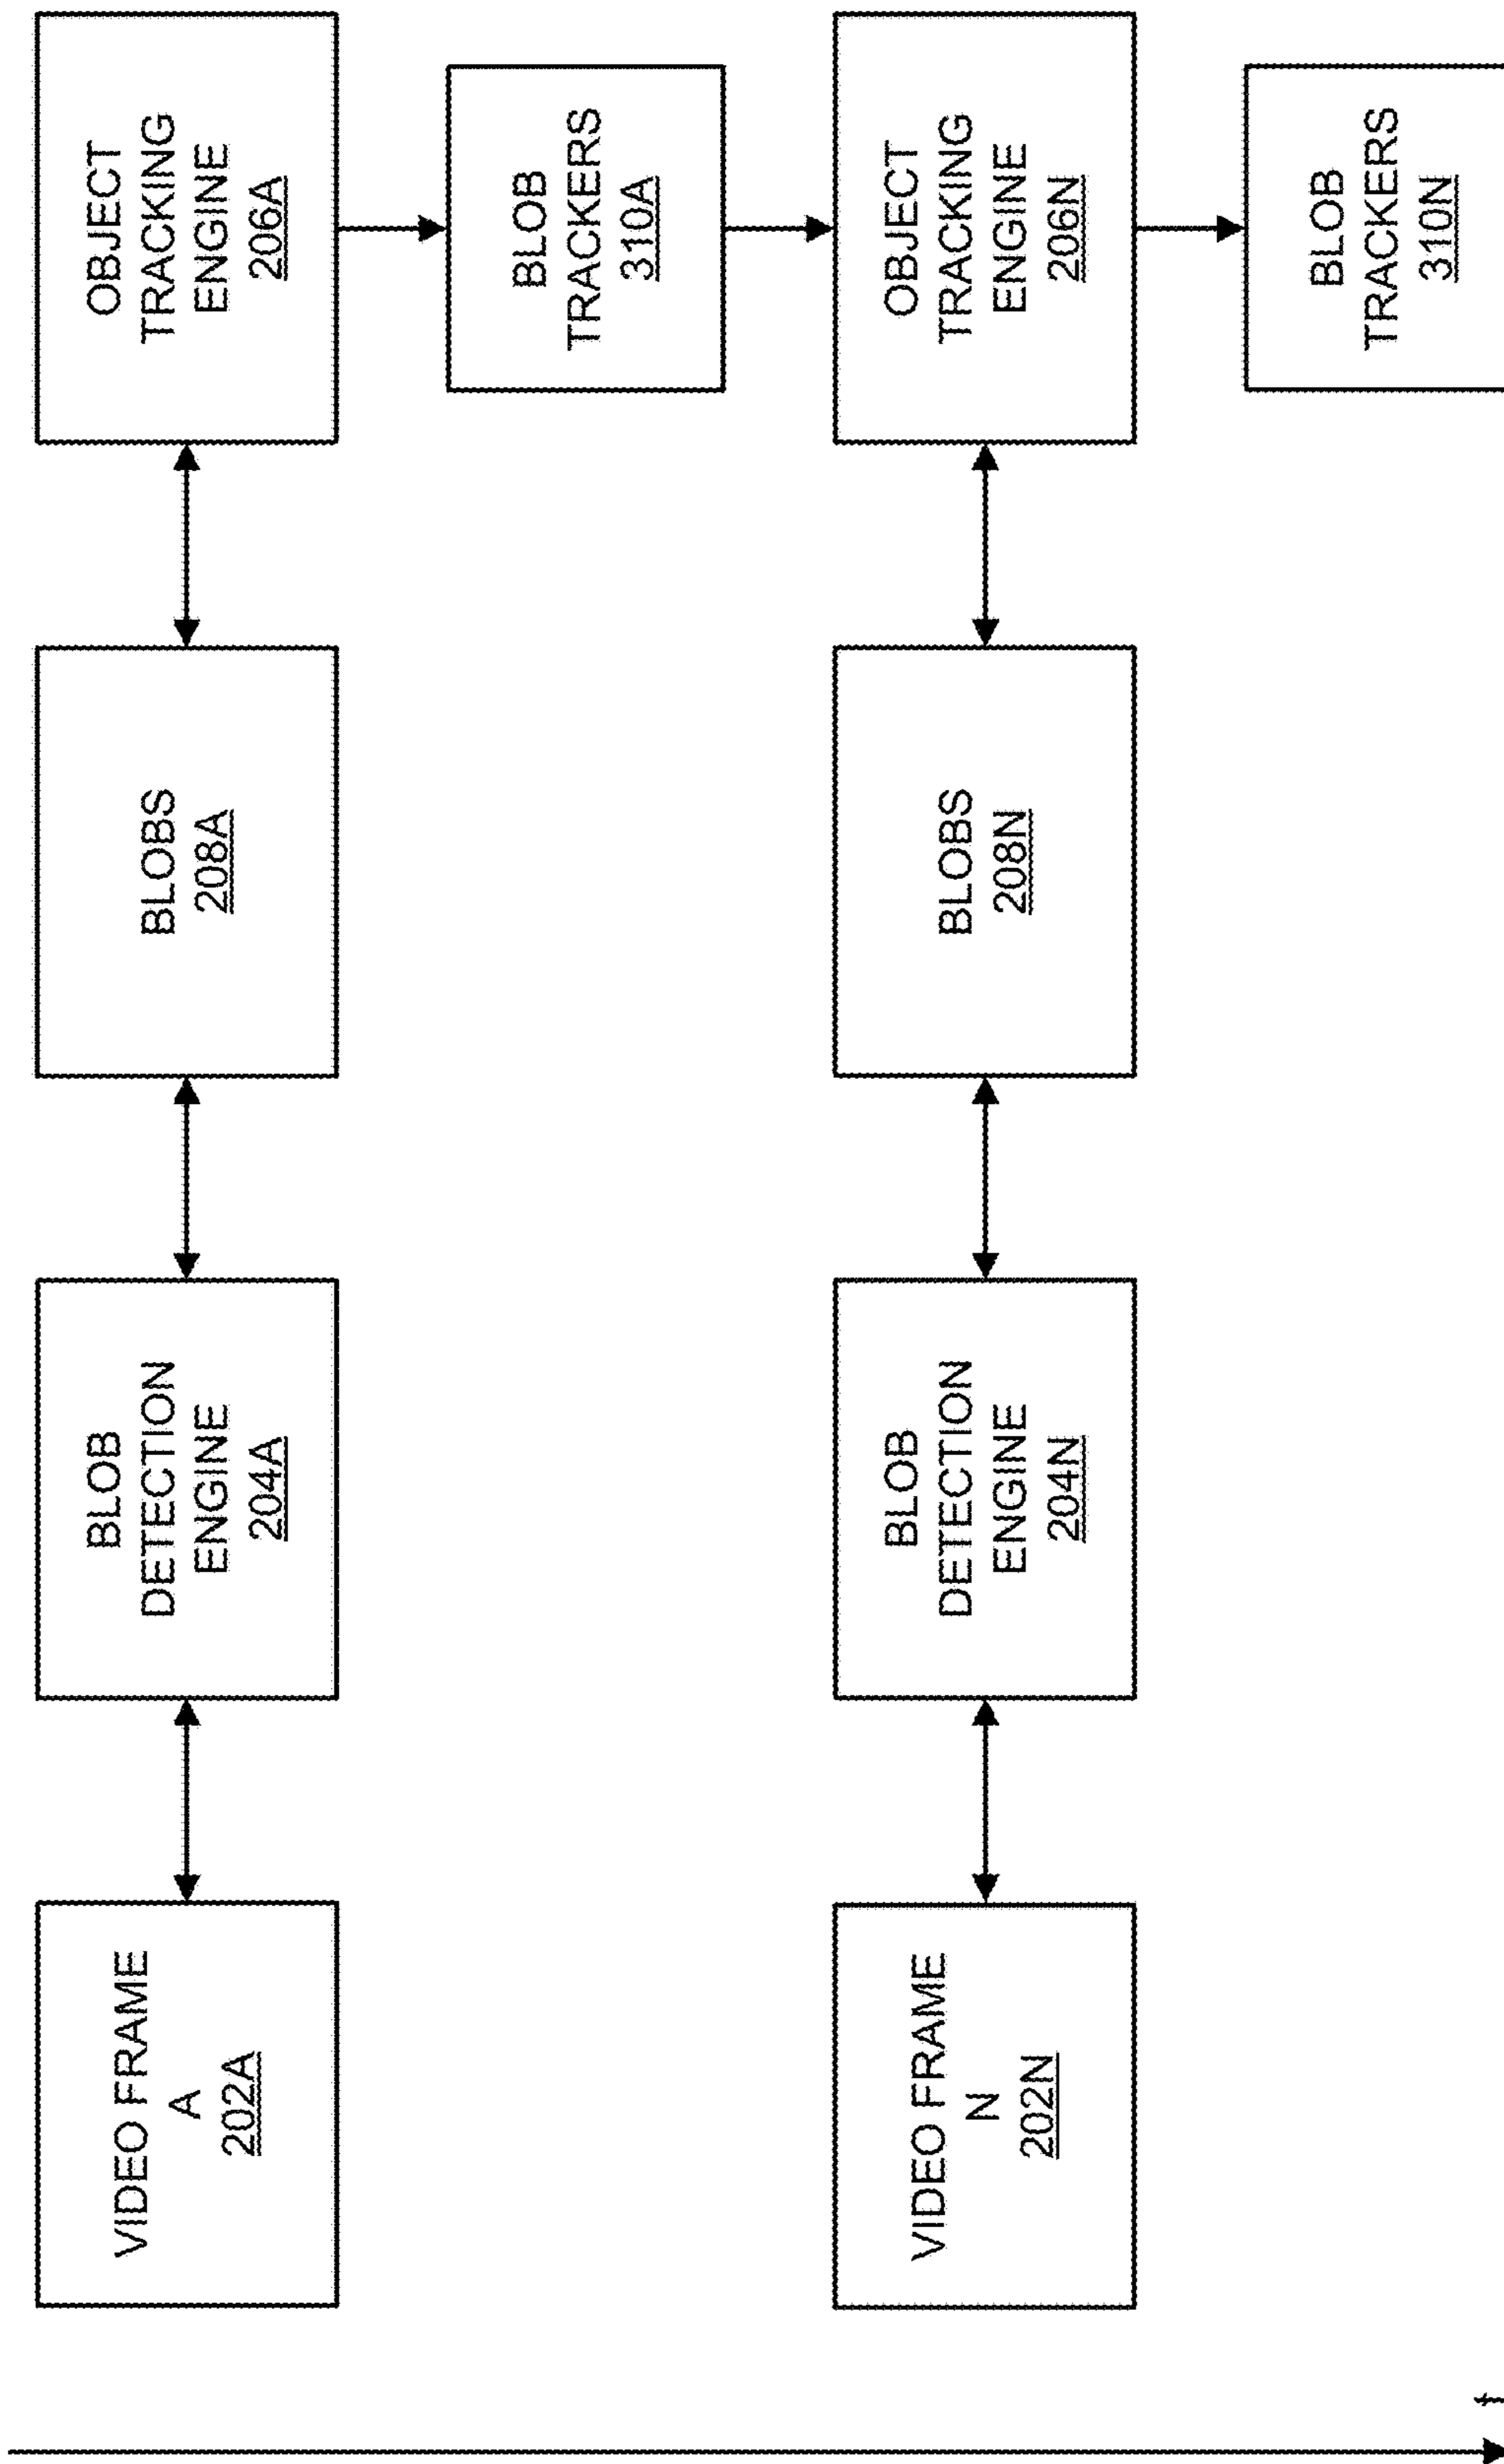 VIDEO FRAME
A
202A
BLOB
DETECTION
ENGINE
204A
BLOBS
208A
OBJECT
TRACKING
ENGINE
206A
BLOB
TRACKERS
310A
VIDEO FRAME
N
202N
BLOB
DETECTION
ENGINE
204N
BLOBS
208N
OBJECT
TRACKING
ENGINE
206N
BLOB
TRACKERS
310N
t